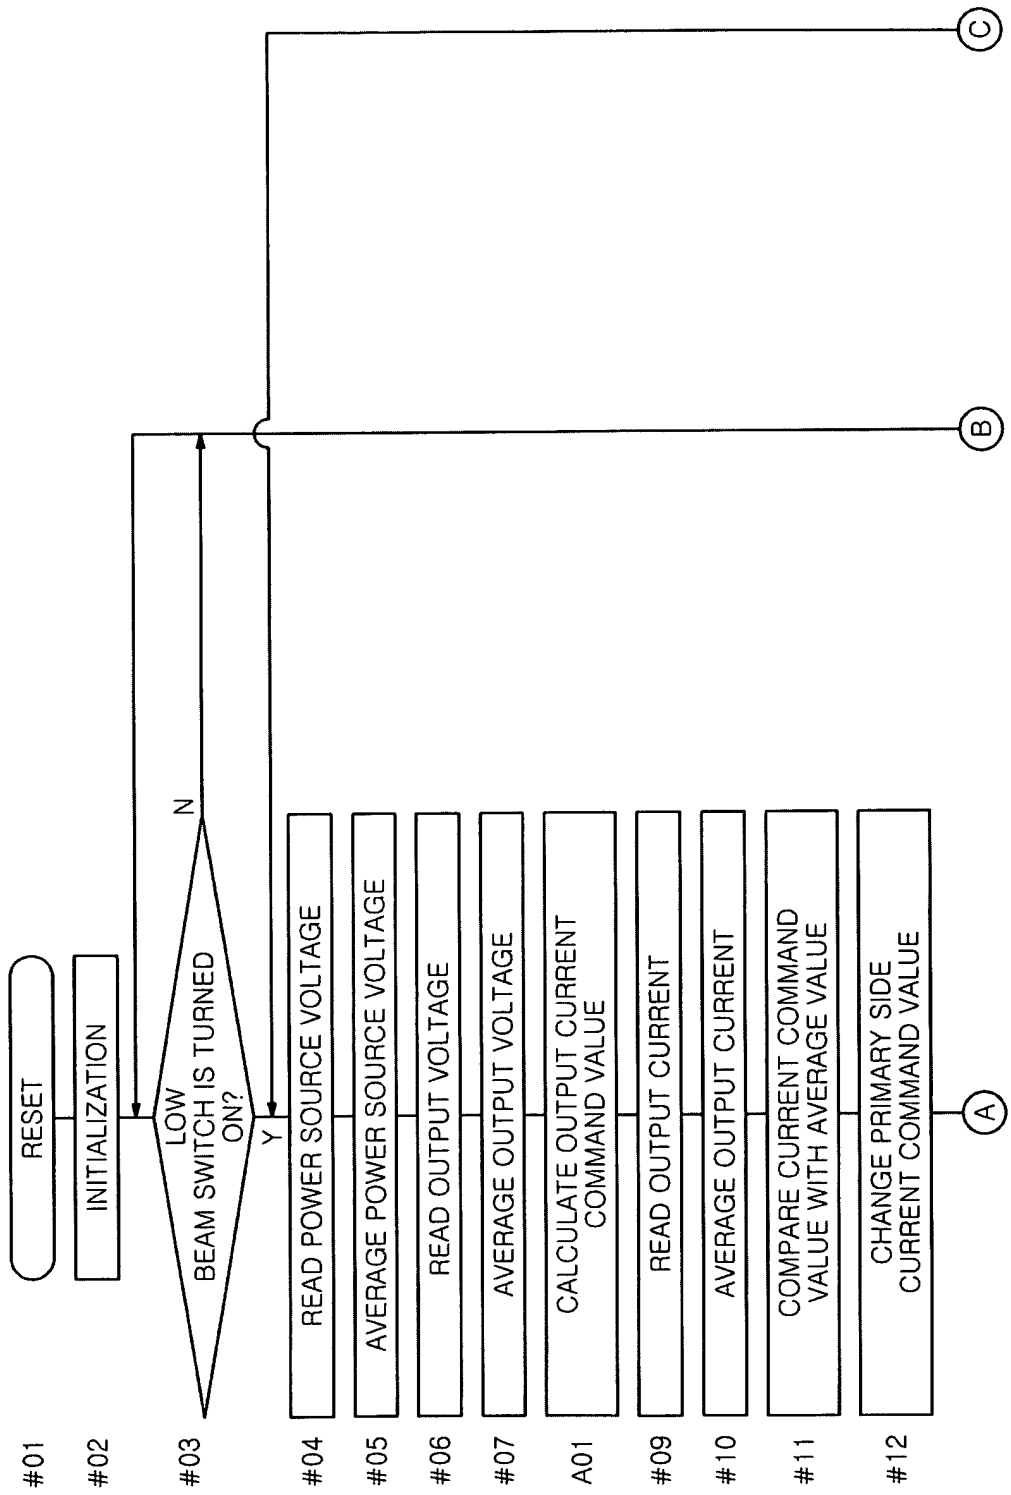 #01
RESET
#02
INITIALIZATION
#03
LOW
BEAM SWITCH IS TURNED
ON?
N
Y
#04
READ POWER SOURCE VOLTAGE
#05
AVERAGE POWER SOURCE VOLTAGE
#06
READ OUTPUT VOLTAGE
#07
AVERAGE OUTPUT VOLTAGE
A01
CALCULATE OUTPUT CURRENT
COMMAND VALUE
#09
READ OUTPUT CURRENT
#10
AVERAGE OUTPUT CURRENT
#11
COMPARE CURRENT COMMAND
VALUE WITH AVERAGE VALUE
#12
CHANGE PRIMARY SIDE
CURRENT COMMAND VALUE
A
B
C